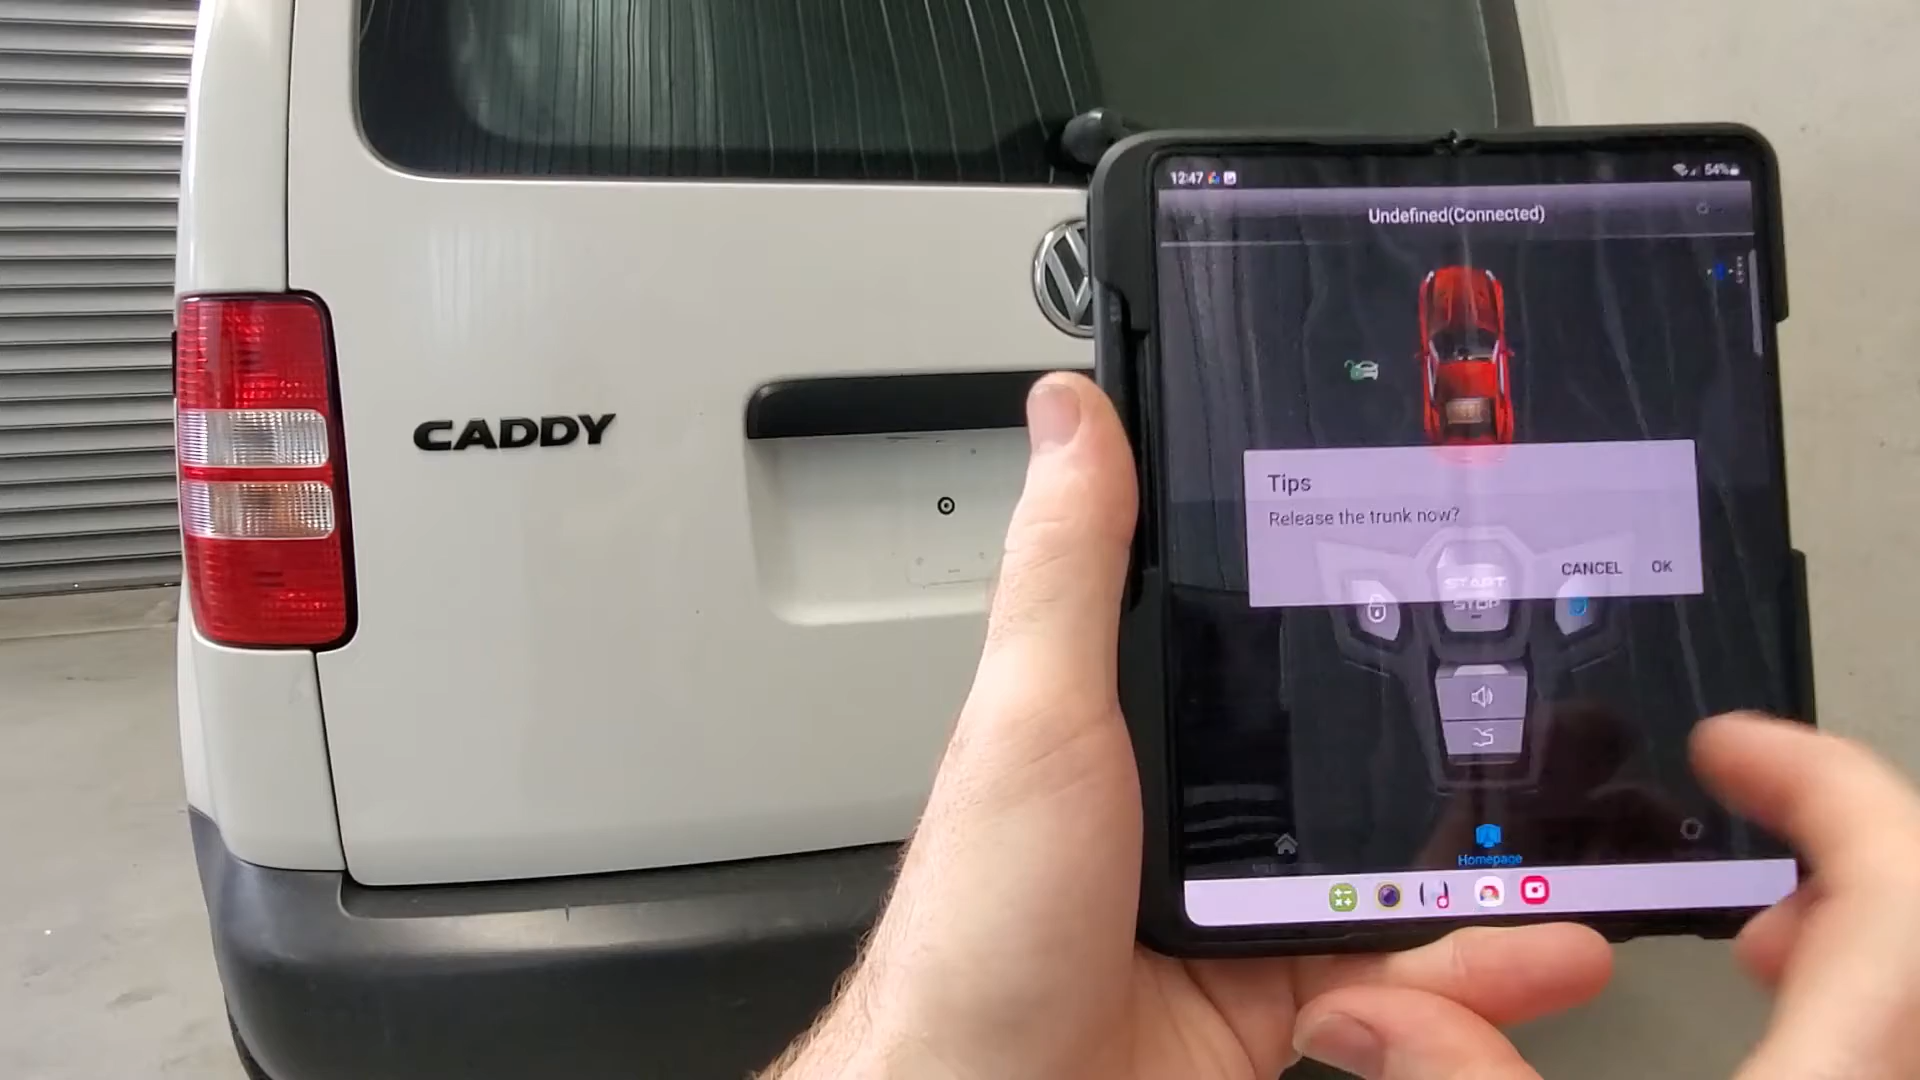 CADDY
12:47
54%
Undefined(Connected)
Tips
Release the trunk now?
CANCEL OK
START
STOP
Homepage